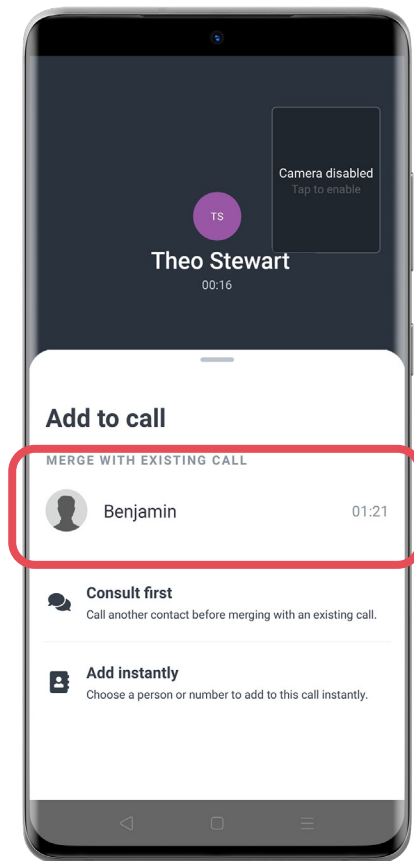 Camera disabled
Tap to enable
TS
Theo Stewart
00:16
Add to call
MERGE WITH EXISTING CALL
Benjamin 01:21
Consult first
Call another contact before merging with an existing call.
Add instantly
Choose a person or number to add to this call instantly.